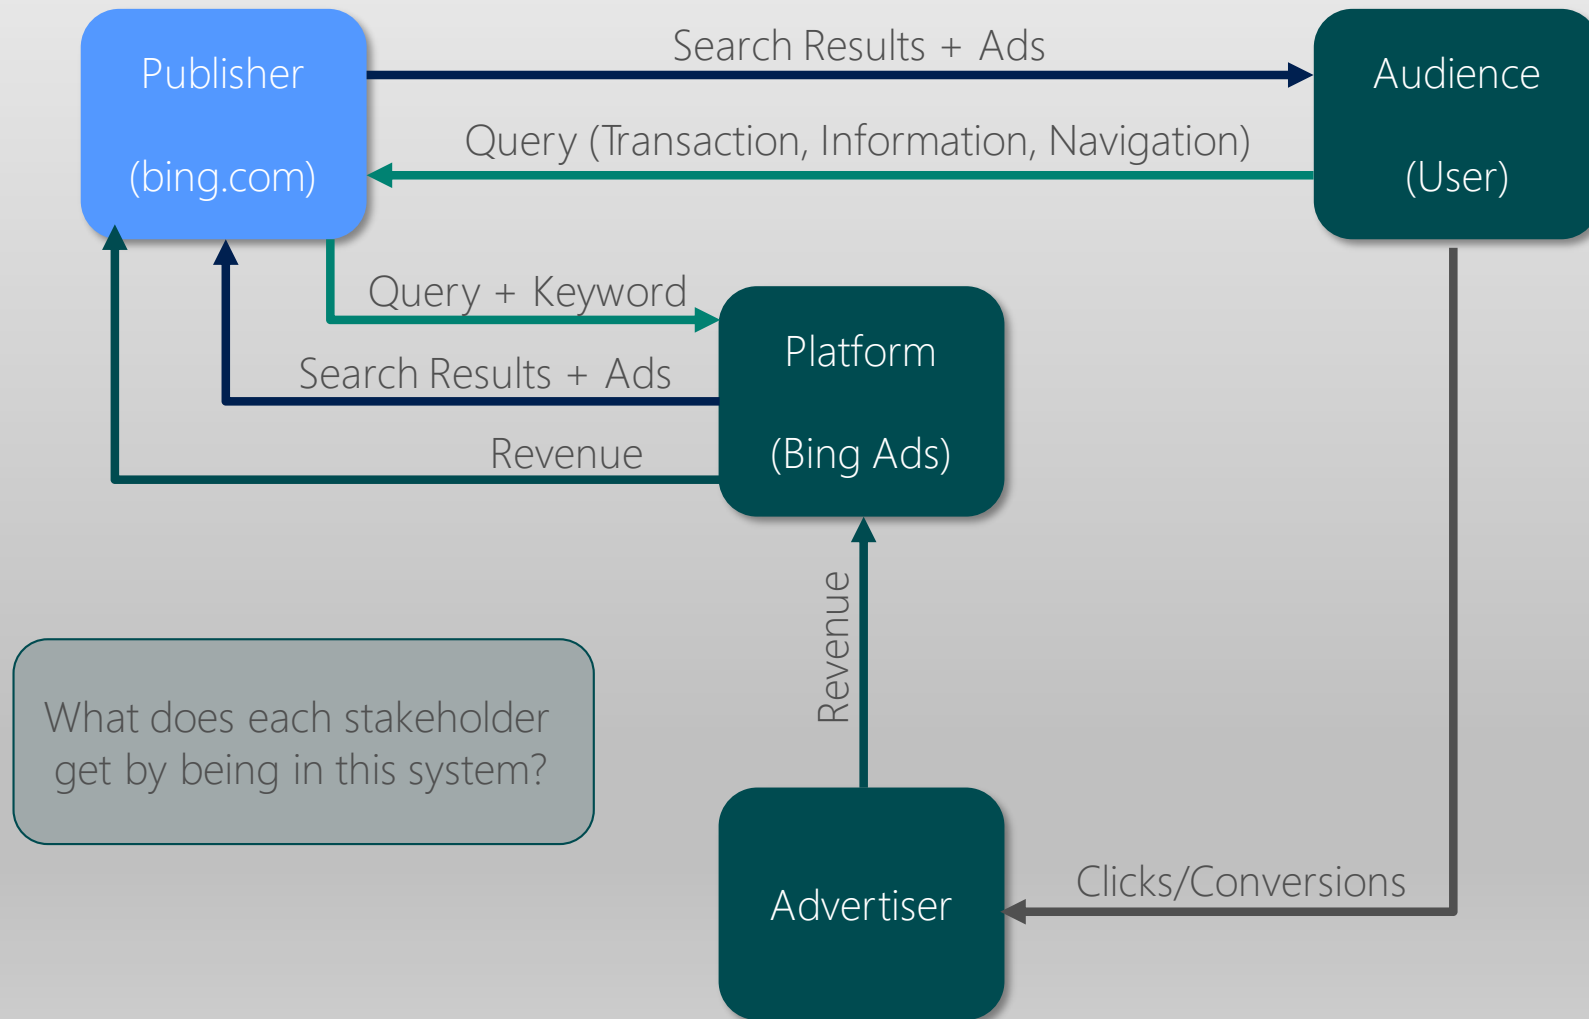 Publisher
(bing.com)
Search Results + Ads
Query (Transaction, Information, Navigation)
Audience
(User)
Query + Keyword
Search Results + Ads
Revenue
Platform
(Bing Ads)
Revenue
What does each stakeholder
get by being in this system?
Advertiser
Clicks/Conversions